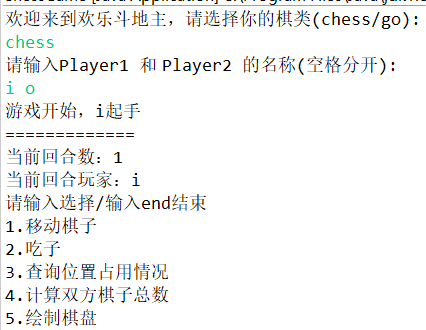 欢迎来到欢乐斗地主，请选择你的棋类(chess/go):
chess
请输入Player1 和 Player2 的名称(空格分开):
i o
游戏开始，i起手
=============
当前回合数：1
当前回合玩家：i
请输入选择/输入end结束
1.移动棋子
2.吃子
3.查询位置占用情况
4.计算双方棋子总数
5.绘制棋盘